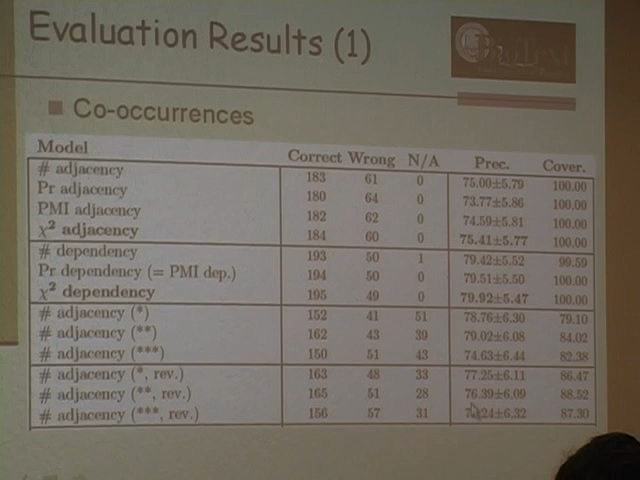 Evaluation Results (1)
BioText
Co-occurrences
Model Correct Wrong N/A Prec. Cover.
# adjacency 183 61 0 75.00±5.79 100.00
Pr adjacency 180 64 0 73.77±5.86 100.00
PMI adjacency 182 62 0 74.59±5.81 100.00
χ² adjacency 184 60 0 75.41±5.77 100.00
# dependency 193 50 1 79.42±5.52 99.59
Pr dependency (= PMI dep.) 194 50 0 79.51±5.50 100.00
χ² dependency 195 49 0 79.92±5.47 100.00
# adjacency (*) 152 41 51 78.76±6.30 79.10
# adjacency (**) 162 43 39 79.02±6.08 84.02
# adjacency (***) 150 51 43 74.63±6.44 82.38
# adjacency (*, rev.) 163 48 33 77.25±6.11 86.47
# adjacency (**, rev.) 165 51 28 76.39±6.09 88.52
# adjacency (***, rev.) 156 57 31 87.30